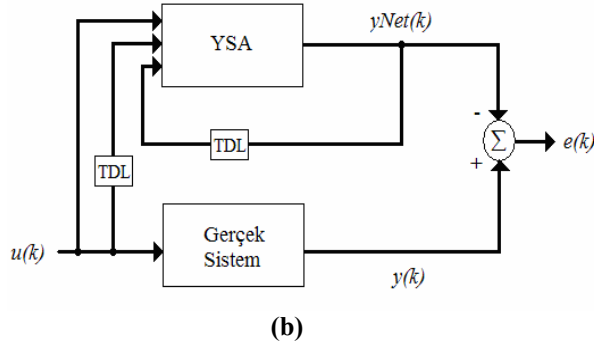 YSA
yNet(k)
-
TDL
Σ
e(k)
+
TDL
u(k)
Gerçek
Sistem
y(k)
(b)